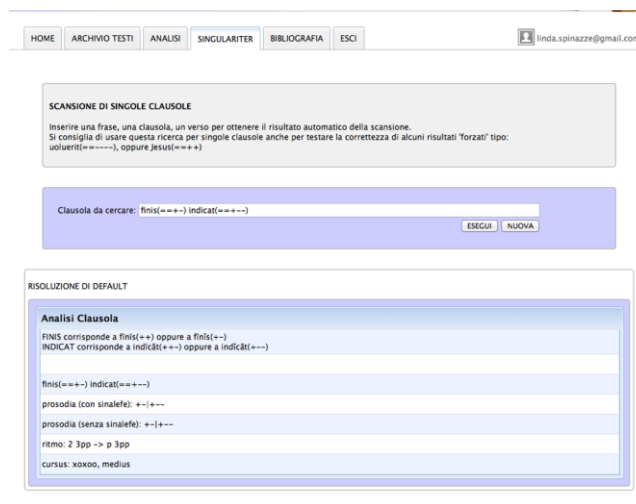 HOME ARCHIVIO TESTI ANALISI SINGULARITER BIBLIOGRAFIA ESCI linda.spinazze@gmail.com
SCANSIONE DI SINGOLE CLAUSOLE
Inserire una frase, una clausola, un verso per ottenere il risultato automatico della scansione.
Si consiglia di usare questa ricerca per singole clausole anche per testare la correttezza di alcuni risultati 'forzati' tipo:
uoluerit(==----), oppure Jesus(==++)
Clausola da cercare: finis(==+-) indicat(==+--)
ESEGUI NUOVA
RISOLUZIONE DI DEFAULT
Analisi Clausola
FINIS corrisponde a fīnīs(++) oppure a fīnĭs(+-)
INDICAT corrisponde a indīcăt(++-) oppure a indĭcăt(+--)
finis(==+-) indicat(==+--)
prosodia (con sinalefe): +-|+--
prosodia (senza sinalefe): +-|+--
ritmo: 2 3pp -> p 3pp
cursus: xoxoo, medius